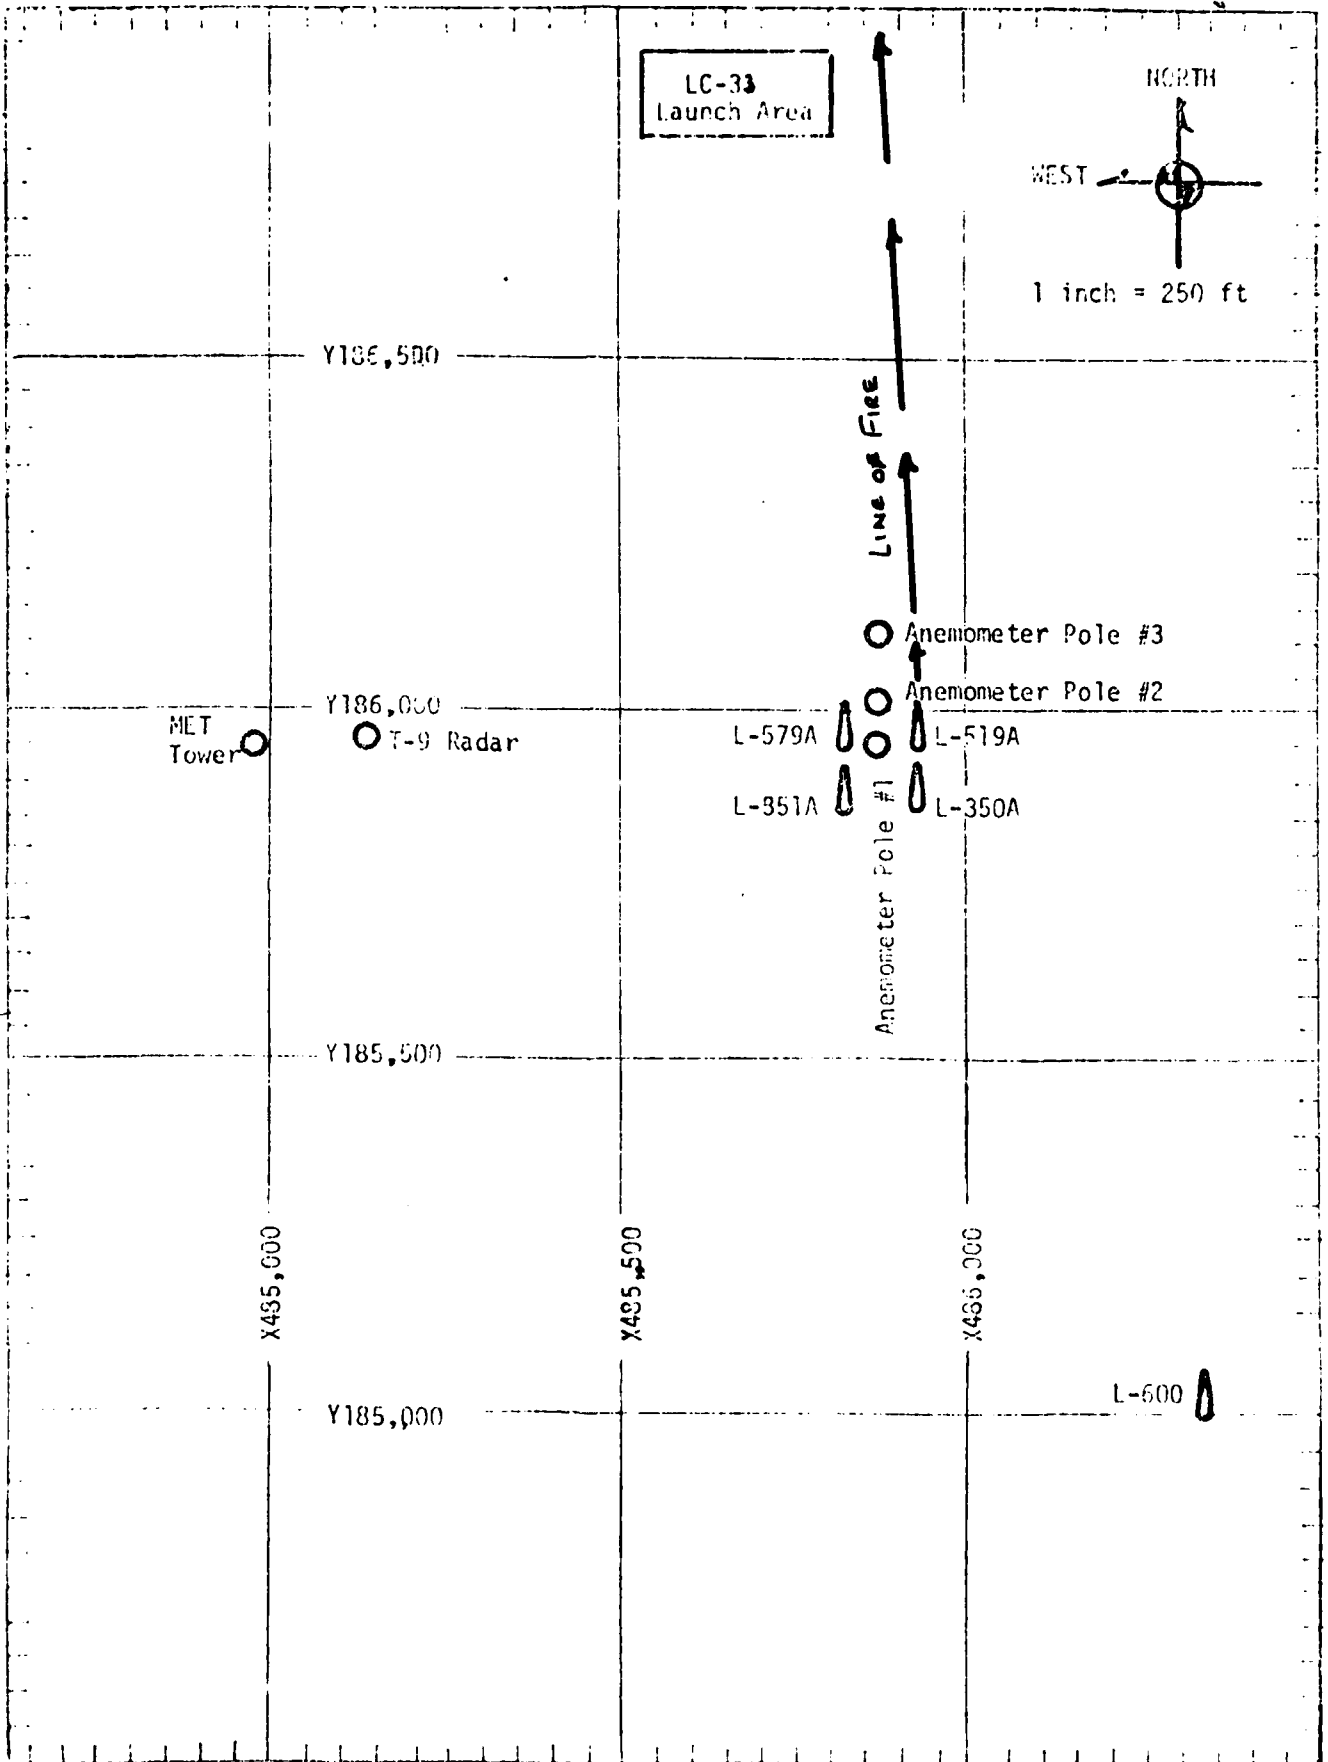 LC-33
Launch Area
NORTH
WEST
1 inch = 250 ft
Y186,500
LINE OF FIRE
Anemometer Pole #3
Anemometer Pole #2
Y186,000
MET
Tower
T-9 Radar
L-579A
L-519A
L-351A
L-350A
Anemometer Pole #1
Y185,500
X485,000
X485,500
X486,000
L-600
Y185,000